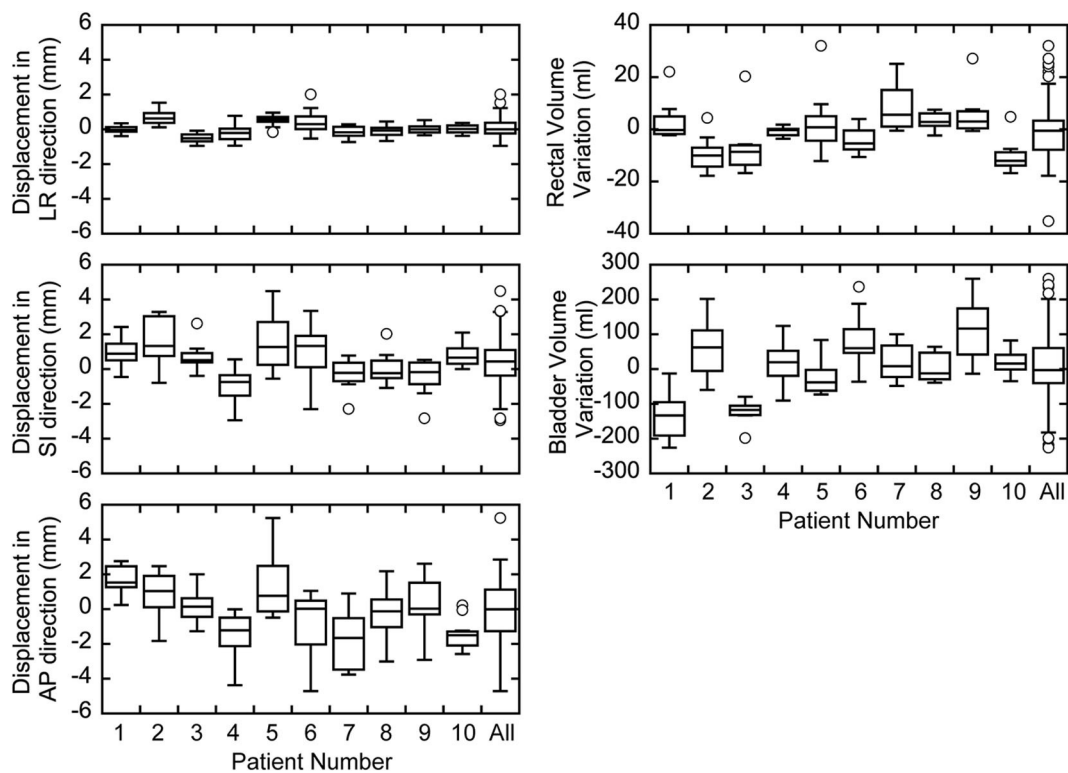 Displacement in
LR direction (mm)
6
4
2
0
-2
-4
-6
Displacement in
SI direction (mm)
6
4
2
0
-2
-4
-6
Displacement in
AP direction (mm)
6
4
2
0
-2
-4
-6
1 2 3 4 5 6 7 8 9 10 All
Patient Number
Rectal Volume
Variation (ml)
40
20
0
-20
-40
Bladder Volume
Variation (ml)
300
200
100
0
-100
-200
-300
1 2 3 4 5 6 7 8 9 10 All
Patient Number